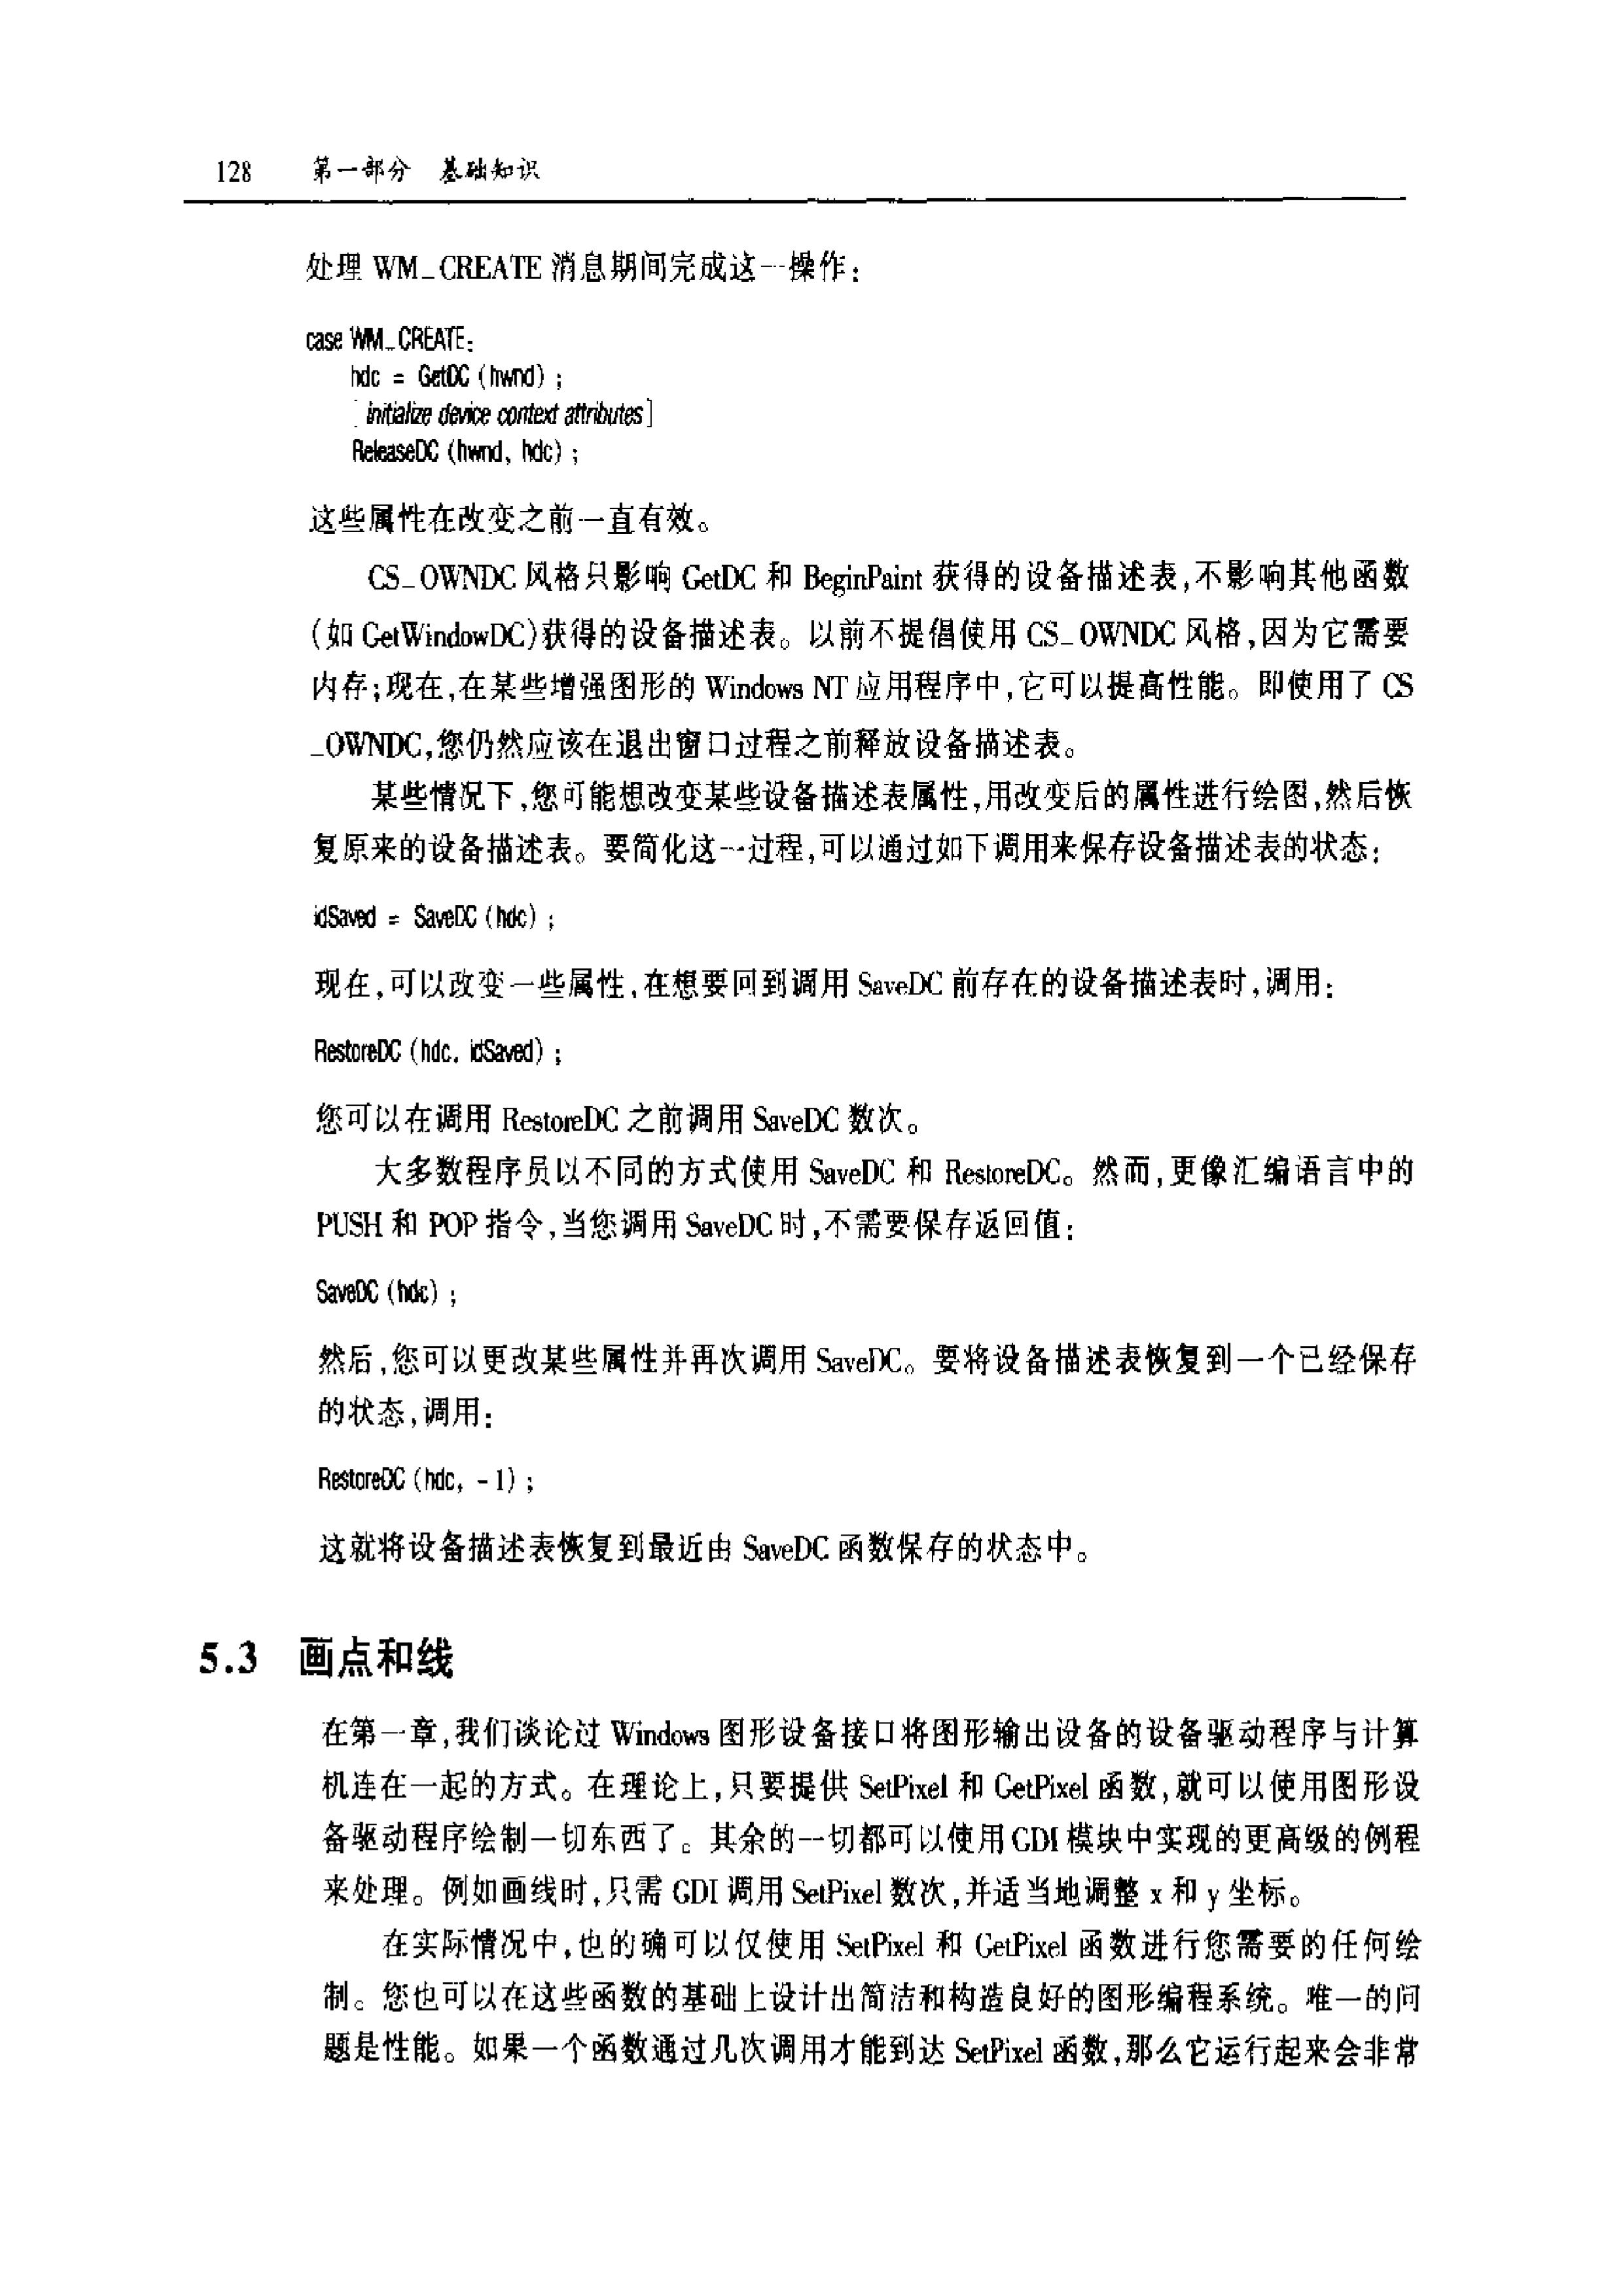 128 第一部分 基础知识
处理 WM_CREATE 消息期间完成这一操作：
case WM_CREATE:
hdc = GetDC (hwnd) ;
[initialize device context attributes]
ReleaseDC (hwnd, hdc) ;
这些属性在改变之前一直有效。
CS_OWNDC 风格只影响 GetDC 和 BeginPaint 获得的设备描述表,不影响其他函数
(如 GetWindowDC)获得的设备描述表。以前不提倡使用 CS_OWNDC 风格,因为它需要
内存;现在,在某些增强图形的 Windows NT 应用程序中,它可以提高性能。即使用了 CS
_OWNDC,您仍然应该在退出窗口过程之前释放设备描述表。
某些情况下,您可能想改变某些设备描述表属性,用改变后的属性进行绘图,然后恢
复原来的设备描述表。要简化这一过程,可以通过如下调用来保存设备描述表的状态：
idSaved = SaveDC (hdc) ;
现在,可以改变一些属性,在想要回到调用 SaveDC 前存在的设备描述表时,调用：
RestoreDC (hdc, idSaved) ;
您可以在调用 RestoreDC 之前调用 SaveDC 数次。
大多数程序员以不同的方式使用 SaveDC 和 RestoreDC。然而,更像汇编语言中的
PUSH 和 POP 指令,当您调用 SaveDC 时,不需要保存返回值：
SaveDC (hdc) ;
然后,您可以更改某些属性并再次调用 SaveDC。要将设备描述表恢复到一个已经保存
的状态,调用：
RestoreDC (hdc, -1) ;
这就将设备描述表恢复到最近由 SaveDC 函数保存的状态中。
5.3 画点和线
在第一章,我们谈论过 Windows 图形设备接口将图形输出设备的设备驱动程序与计算
机连在一起的方式。在理论上,只要提供 SetPixel 和 GetPixel 函数,就可以使用图形设
备驱动程序绘制一切东西了。其余的一切都可以使用 GDI 模块中实现的更高级的例程
来处理。例如画线时,只需 GDI 调用 SetPixel 数次,并适当地调整 x 和 y 坐标。
在实际情况中,也的确可以仅使用 SetPixel 和 GetPixel 函数进行您需要的任何绘
制。您也可以在这些函数的基础上设计出简洁和构造良好的图形编程系统。唯一的问
题是性能。如果一个函数通过几次调用才能到达 SetPixel 函数,那么它运行起来会非常